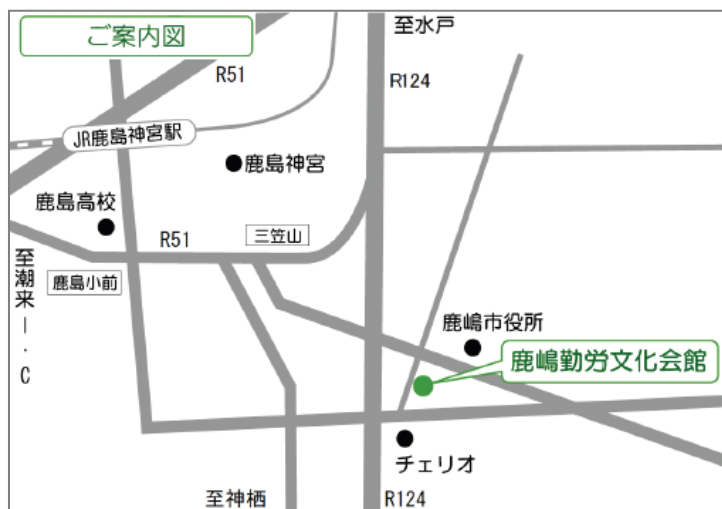 ご案内図
至水戸
R51
R124
JR鹿島神宮駅
鹿島神宮
鹿島高校
R51
三笠山
至潮来ー・C
鹿島小前
鹿嶋市役所
鹿嶋勤労文化会館
チェリオ
至神栖
R124